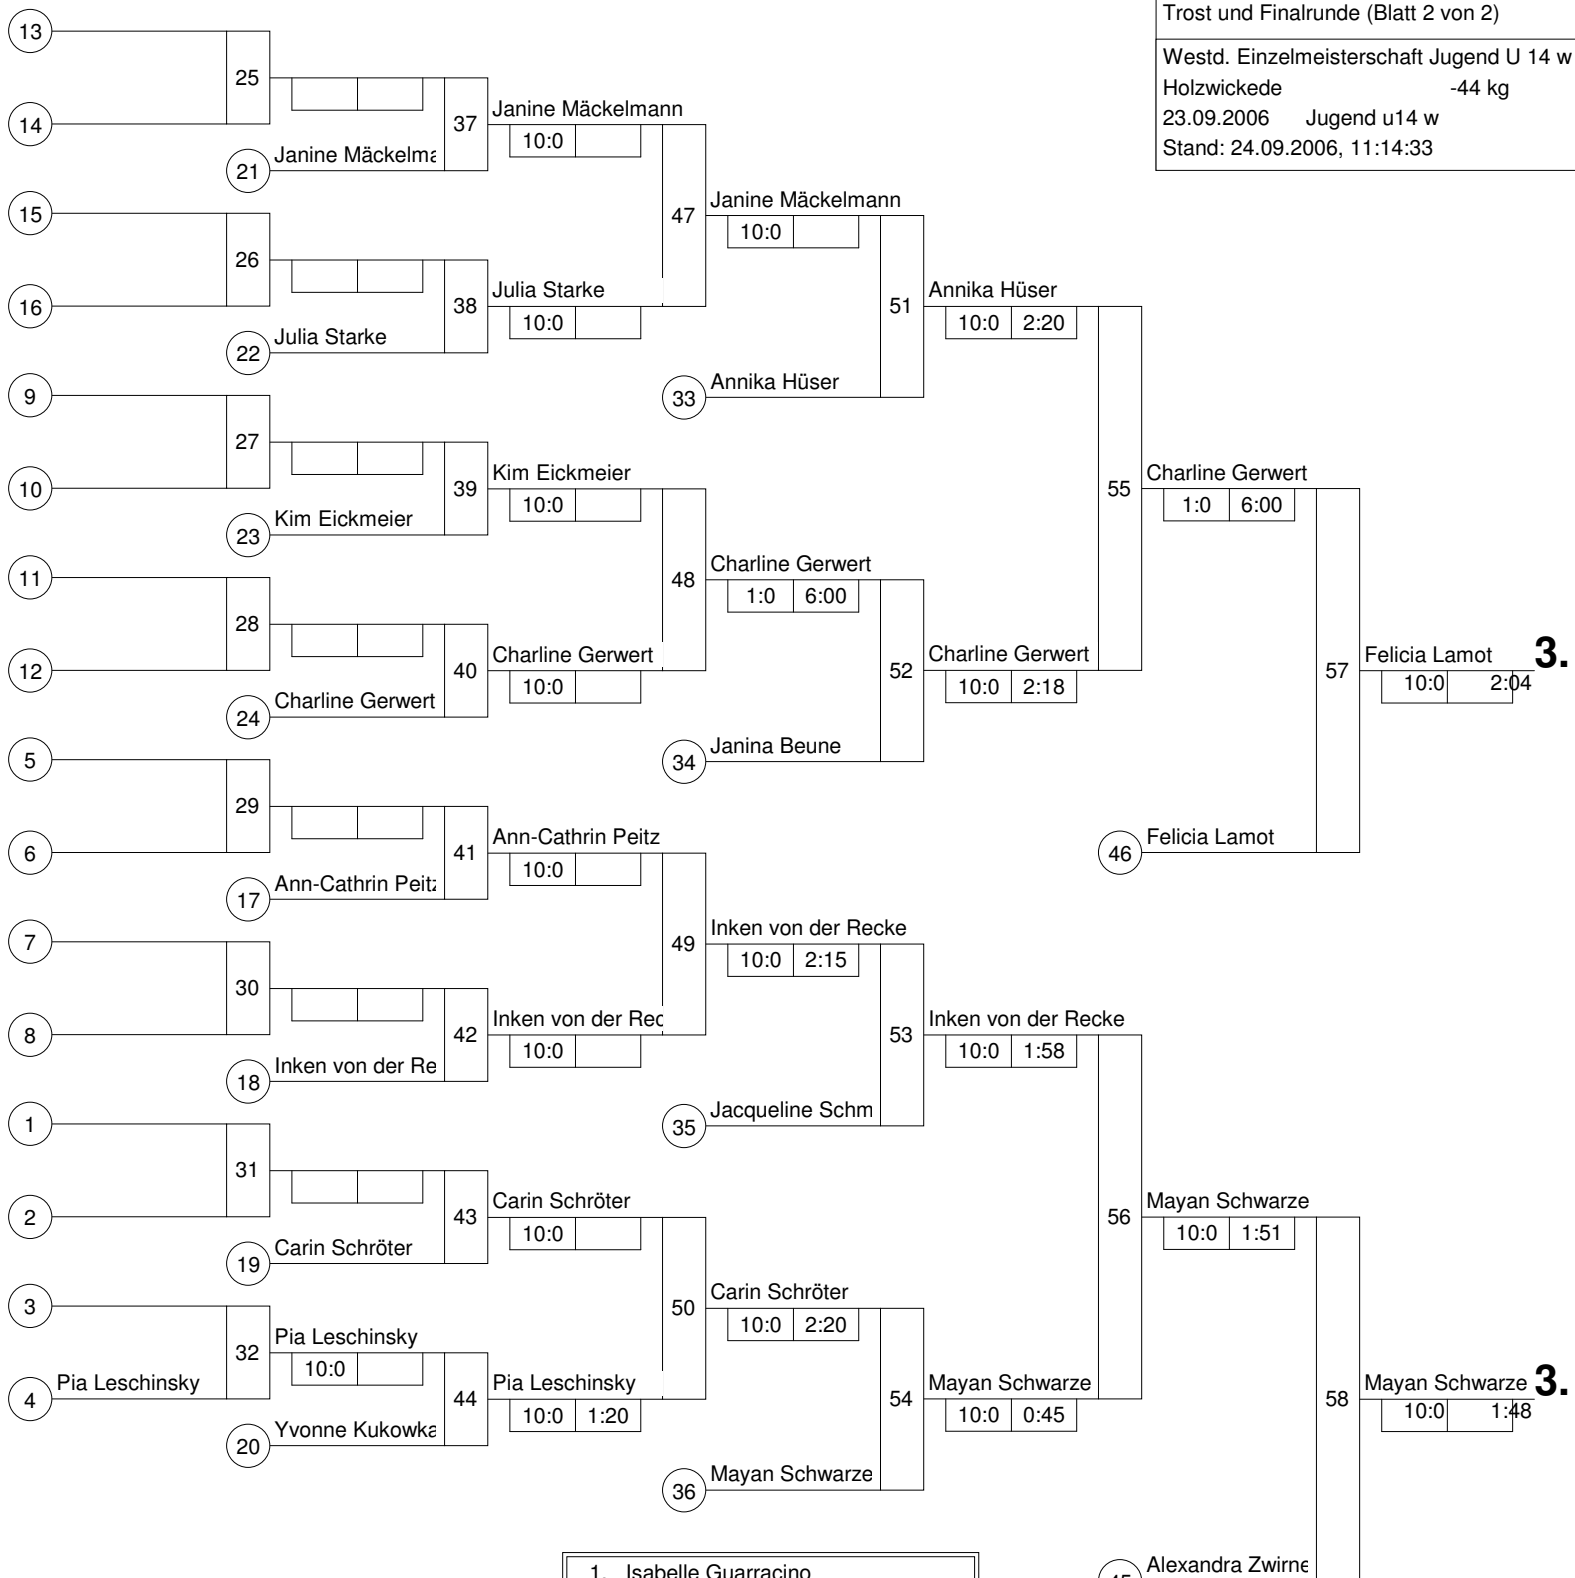 Trost und Finalrunde (Blatt 2 von 2)
Westd. Einzelmeisterschaft Jugend U 14 w
Holzwickede -44 kg
23.09.2006 Jugend u14 w
Stand: 24.09.2006, 11:14:33
13
25
14
37
Janine Mäckelmann
10:0
21 Janine Mäckelma
15
26
16
38
Julia Starke
10:0
22 Julia Starke
47
Janine Mäckelmann
10:0
51
Annika Hüser
10:0 2:20
33 Annika Hüser
9
27
10
39
Kim Eickmeier
10:0
23 Kim Eickmeier
11
28
12
40
Charline Gerwert
10:0
24 Charline Gerwert
48
Charline Gerwert
1:0 6:00
52
Charline Gerwert
10:0 2:18
34 Janina Beune
55
Charline Gerwert
1:0 6:00
57
Felicia Lamot 3.
10:0 2:04
46 Felicia Lamot
5
29
6
41
Ann-Cathrin Peitz
10:0
17 Ann-Cathrin Peitz
7
30
8
42
Inken von der Rec
10:0
18 Inken von der Re
49
Inken von der Recke
10:0 2:15
53
Inken von der Recke
10:0 1:58
35 Jacqueline Schm
1
31
2
43
Carin Schröter
10:0
19 Carin Schröter
3
32
4 Pia Leschinsky
Pia Leschinsky
10:0
44
Pia Leschinsky
10:0 1:20
20 Yvonne Kukowka
50
Carin Schröter
10:0 2:20
54
Mayan Schwarze
10:0 0:45
36 Mayan Schwarze
56
Mayan Schwarze
10:0 1:51
58
Mayan Schwarze 3.
10:0 1:48
45 Alexandra Zwirne
1. Isabelle Guarracino